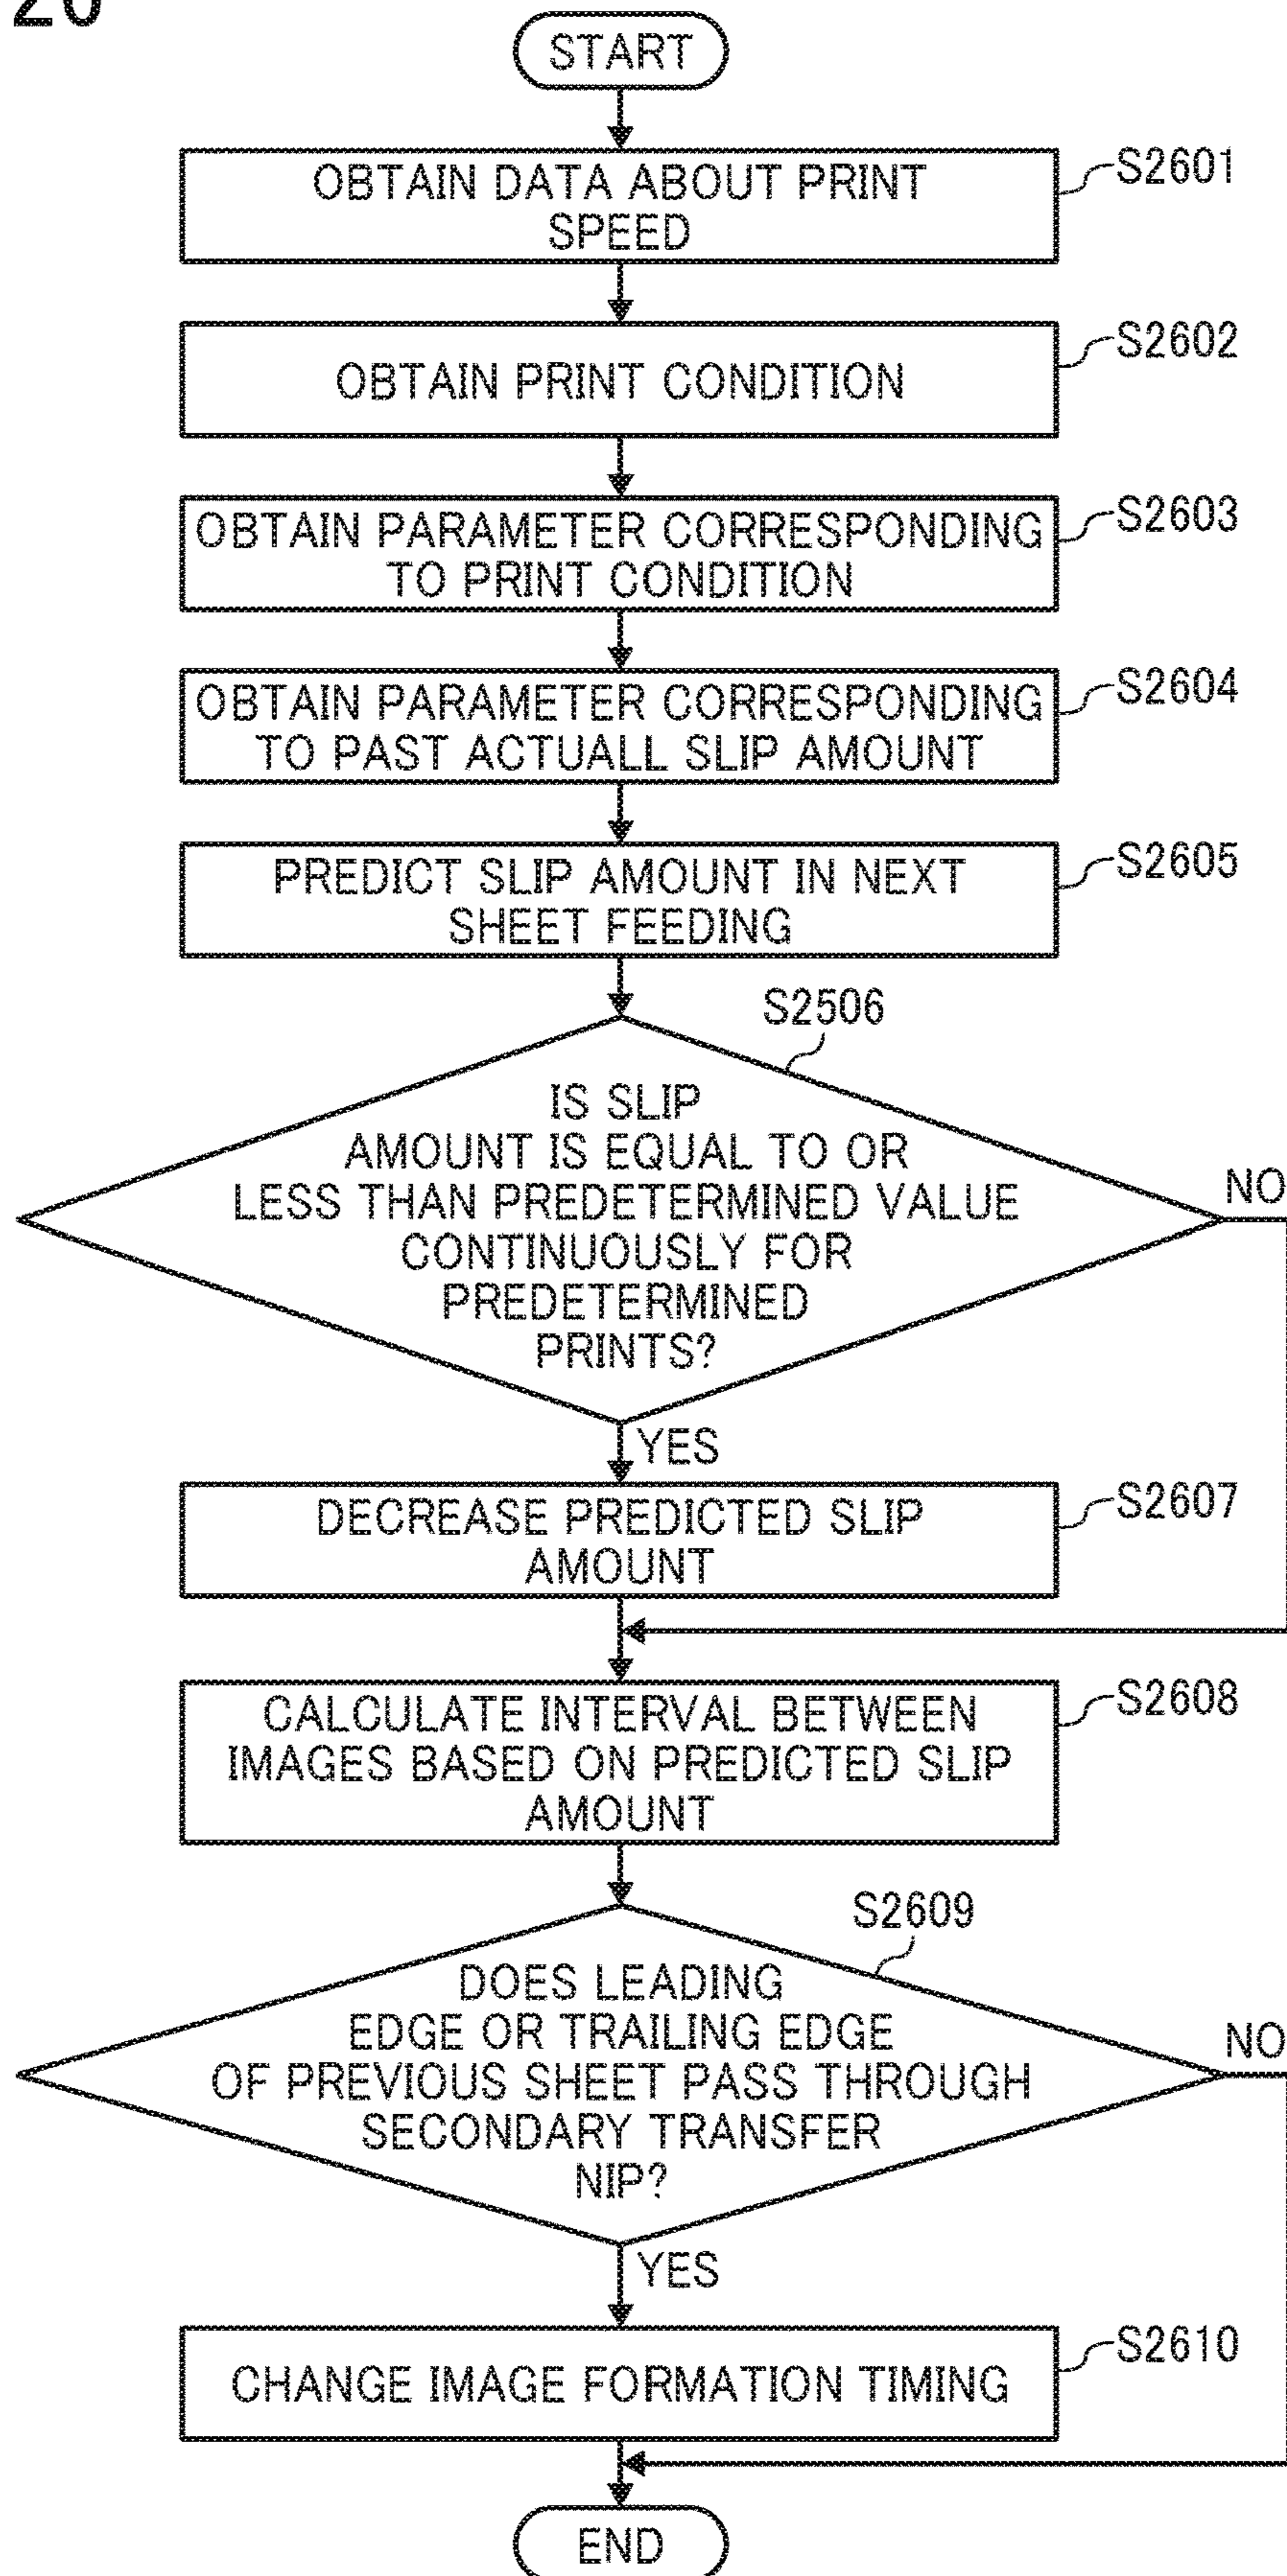 26
START
OBTAIN DATA ABOUT PRINT
SPEED
S2601
OBTAIN PRINT CONDITION
S2602
OBTAIN PARAMETER CORRESPONDING
TO PRINT CONDITION
S2603
OBTAIN PARAMETER CORRESPONDING
TO PAST ACTUALL SLIP AMOUNT
S2604
PREDICT SLIP AMOUNT IN NEXT
SHEET FEEDING
S2605
S2506
IS SLIP
AMOUNT IS EQUAL TO OR
LESS THAN PREDETERMINED VALUE
CONTINUOUSLY FOR
PREDETERMINED
PRINTS?
NO
YES
DECREASE PREDICTED SLIP
AMOUNT
S2607
CALCULATE INTERVAL BETWEEN
IMAGES BASED ON PREDICTED SLIP
AMOUNT
S2608
S2609
DOES LEADING
EDGE OR TRAILING EDGE
OF PREVIOUS SHEET PASS THROUGH
SECONDARY TRANSFER
NIP?
NO
YES
CHANGE IMAGE FORMATION TIMING
S2610
END